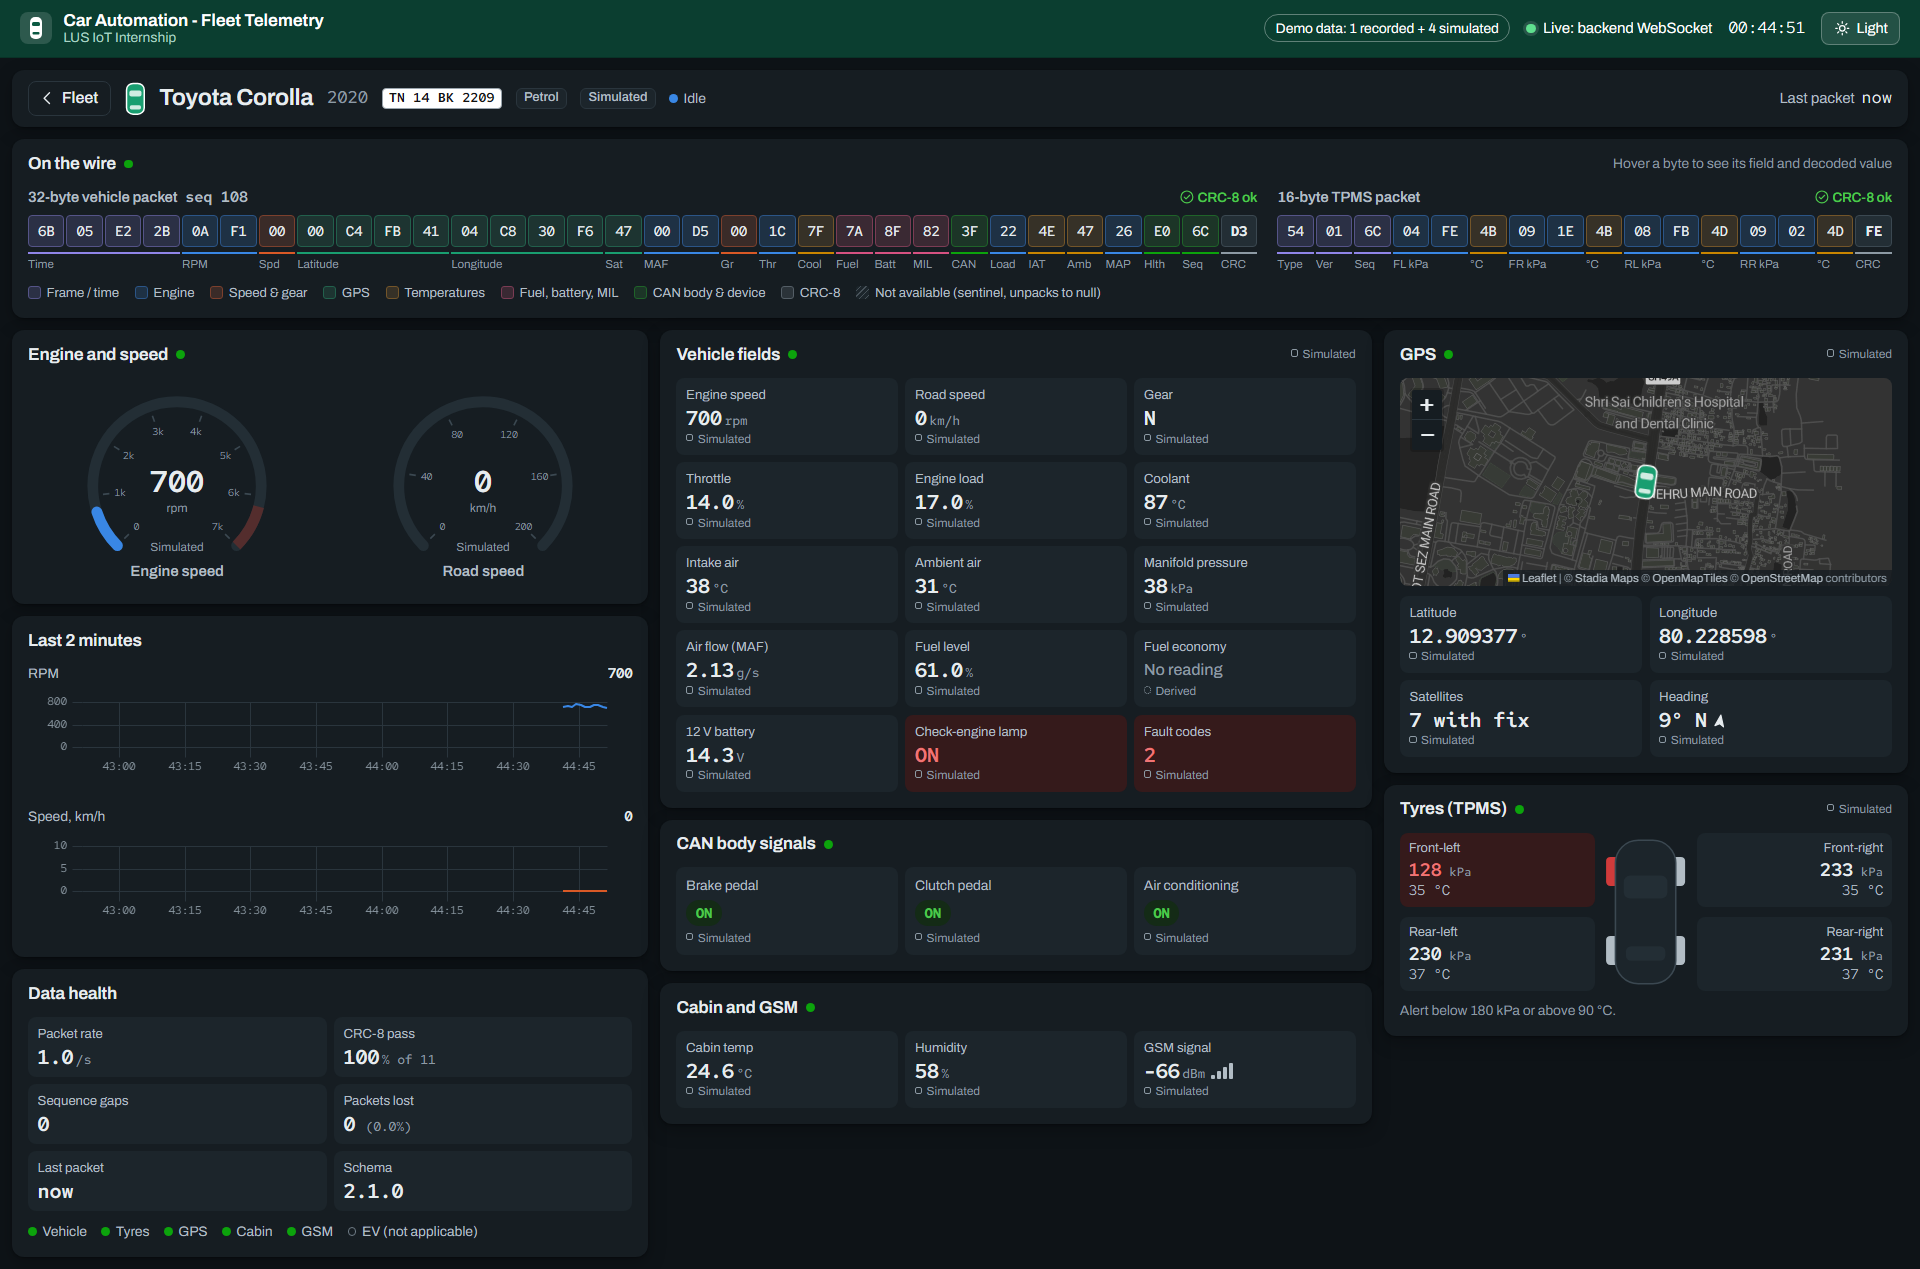 Car Automation - Fleet Telemetry
LUS IoT Internship
Demo data: 1 recorded + 4 simulated
Live: backend WebSocket
00:44:51
Light
Fleet
Toyota Corolla 2020 TN 14 BK 2209 Petrol Simulated Idle
Last packet now
On the wire
Hover a byte to see its field and decoded value
32-byte vehicle packet seq 108
CRC-8 ok
16-byte TPMS packet
CRC-8 ok
6B 05 E2 2B 0A F1 00 00 C4 FB 41 04 C8 30 F6 47 00 D5 00 1C 7F 7A 8F 82 3F 22 4E 47 26 E0 6C D3
54 01 6C 04 FE 4B 09 1E 4B 08 FB 4D 09 02 4D FE
Time RPM Spd Latitude Longitude Sat MAF Gr Thr Cool Fuel Batt MIL CAN Load IAT Amb MAP Hlth Seq CRC
Type Ver Seq FL kPa °C FR kPa °C RL kPa °C RR kPa °C CRC
Frame / time Engine Speed & gear GPS Temperatures Fuel, battery, MIL CAN body & device CRC-8 Not available (sentinel, unpacks to null)
Engine and speed
0 1k 2k 3k 4k 5k 6k 7k
700
rpm
Simulated
Engine speed
0 40 80 120 160 200
0
km/h
Simulated
Road speed
Last 2 minutes
RPM 700
800
400
0
43:00 43:15 43:30 43:45 44:00 44:15 44:30 44:45
Speed, km/h 0
10
5
0
43:00 43:15 43:30 43:45 44:00 44:15 44:30 44:45
Data health
Packet rate
1.0 /s
CRC-8 pass
100 % of 11
Sequence gaps
0
Packets lost
0 (0.0%)
Last packet
now
Schema
2.1.0
Vehicle Tyres GPS Cabin GSM EV (not applicable)
Vehicle fields
Simulated
Engine speed
700 rpm
Simulated
Road speed
0 km/h
Simulated
Gear
N
Simulated
Throttle
14.0 %
Simulated
Engine load
17.0 %
Simulated
Coolant
87 °C
Simulated
Intake air
38 °C
Simulated
Ambient air
31 °C
Simulated
Manifold pressure
38 kPa
Simulated
Air flow (MAF)
2.13 g/s
Simulated
Fuel level
61.0 %
Simulated
Fuel economy
No reading
Derived
12 V battery
14.3 V
Simulated
Check-engine lamp
ON
Simulated
Fault codes
2
Simulated
CAN body signals
Brake pedal
ON
Simulated
Clutch pedal
ON
Simulated
Air conditioning
ON
Simulated
Cabin and GSM
Cabin temp
24.6 °C
Simulated
Humidity
58 %
Simulated
GSM signal
-66 dBm
Simulated
GPS
Simulated
+
−
Shri Sai Children's Hospital
and Dental Clinic
EHRU MAIN ROAD
OT SEZ MAIN ROAD
ROAD
Leaflet | © Stadia Maps © OpenMapTiles © OpenStreetMap contributors
Latitude
12.909377 °
Simulated
Longitude
80.228598 °
Simulated
Satellites
7 with fix
Simulated
Heading
9° N
Simulated
Tyres (TPMS)
Simulated
Front-left
128 kPa
35 °C
Front-right
233 kPa
35 °C
Rear-left
230 kPa
37 °C
Rear-right
231 kPa
37 °C
Alert below 180 kPa or above 90 °C.